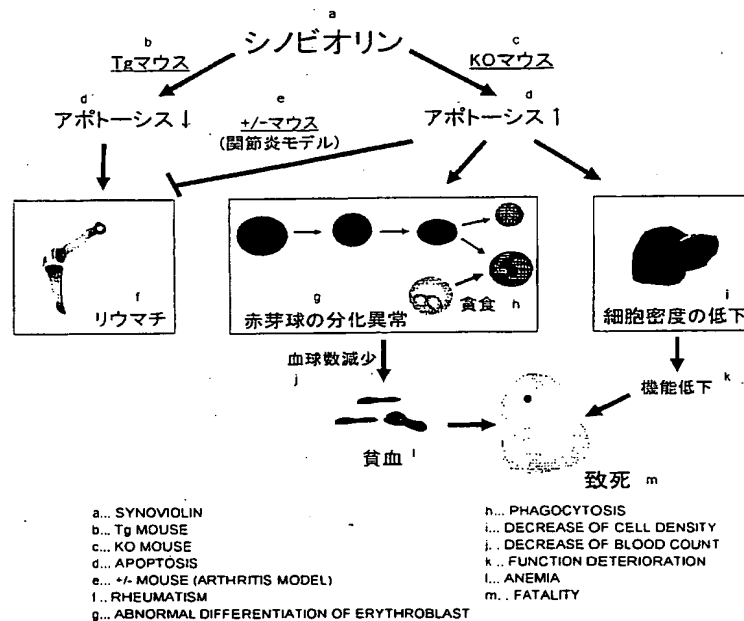 a
シノビオリン
b
Tgマウス
c
KOマウス
d
アポトーシス↓
e
+/-マウス
(関節炎モデル)
d
アポトーシス↑
f
リウマチ
g
赤芽球の分化異常
貪食 h
i
細胞密度の低下
血球数減少
j
機能低下 k
貧血 l
致死 m
a... SYNOVIOLIN
b... Tg MOUSE
c... KO MOUSE
d... APOPTOSIS
e... +/- MOUSE (ARTHRITIS MODEL)
f... RHEUMATISM
g... ABNORMAL DIFFERENTIATION OF ERYTHROBLAST
h... PHAGOCYTOSIS
i... DECREASE OF CELL DENSITY
j. . DECREASE OF BLOOD COUNT
k . . FUNCTION DETERIORATION
l... ANEMIA
m. . FATALITY